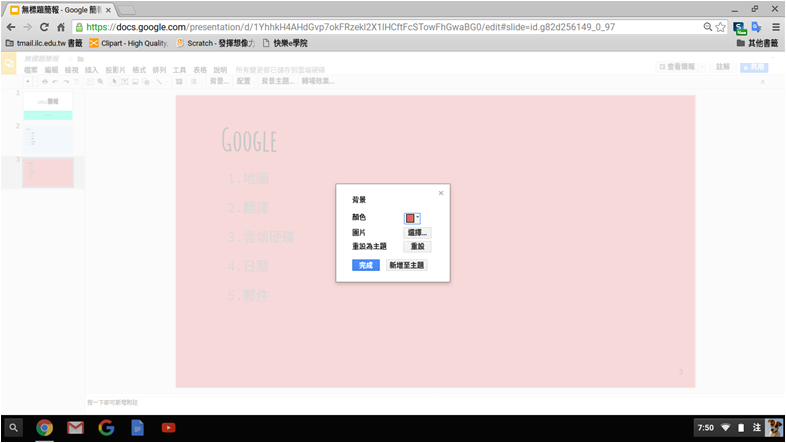 無標題簡報 - Google 簡報
https://docs.google.com/presentation/d/1YhhkH4AHdGvp7okFRzekI2X1IHCftFcSTowFhGwaBG0/edit#slide=id.g82d256149_0_97
tmail.ilc.edu.tw 書籤 Clipart - High Quality, Scratch - 發揮想像力 快樂e學院 其他書籤
無標題簡報
檔案 編輯 檢視 插入 投影片 格式 排列 工具 表格 說明 所有變更都已儲存到雲端硬碟
查看簡報 註解 共用
背景... 配置 背景主題... 轉場效果...
1
2
3
Google
1.地圖
2.翻譯
3.雲端硬碟
4.日曆
5.郵件
3
背景
顏色
圖片 選擇...
重設為主題 重設
完成 新增至主題
按一下即可新增附註
7:50 注